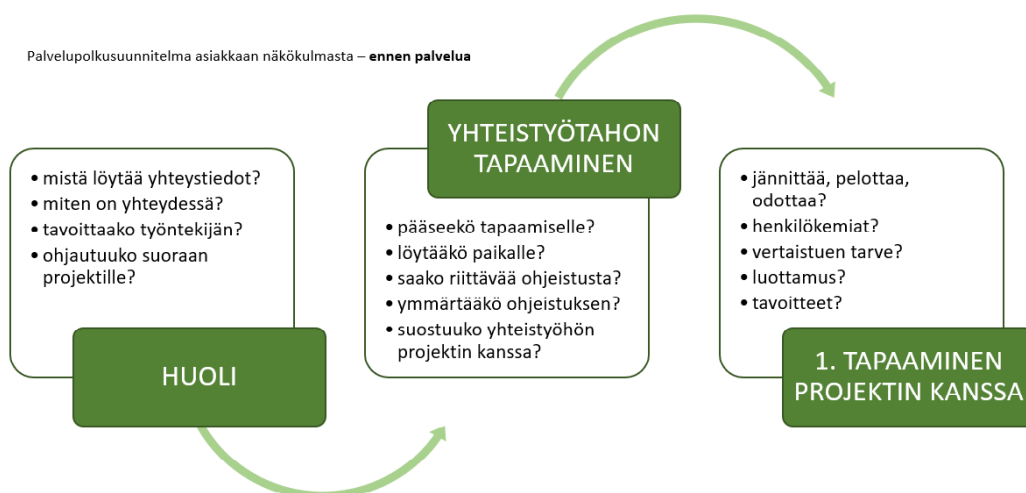 Palvelupolkusuunnitelma asiakkaan näkökulmasta – ennen palvelua
• mistä löytää yhteystiedot?
• miten on yhteydessä?
• tavoittaako työntekijän?
• ohjautuuko suoraan
projektille?
HUOLI
YHTEISTYÖTAHON
TAPAAMINEN
• pääseekö tapaamiselle?
• löytääkö paikalle?
• saako riittävää ohjeistusta?
• ymmärtääkö ohjeistuksen?
• suostuuko yhteistyöhön
projektin kanssa?
• jännittää, pelottaa,
odottaa?
• henkilökemiat?
• vertaistuen tarve?
• luottamus?
• tavoitteet?
1. TAPAAMINEN
PROJEKTIN KANSSA